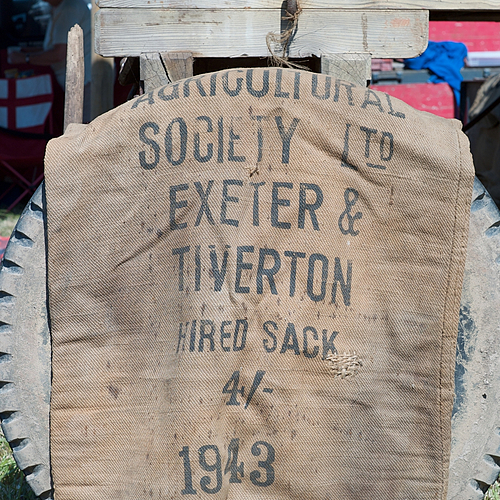 AGRICULTURAL
SOCIETY LTD
EXETER &
TIVERTON
HIRED SACK
4/-
1943